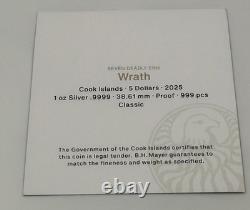 SEVEN DEADLY SINS
Wrath
Cook Islands · 5 Dollars · 2025
1 oz Silver .9999 · 38.61 mm · Proof · 999 pcs
Classic
The Government of the Cook Islands certifies that
this coin is legal tender. B.H. Mayer guarantees to
match the fineness and weight as specified.